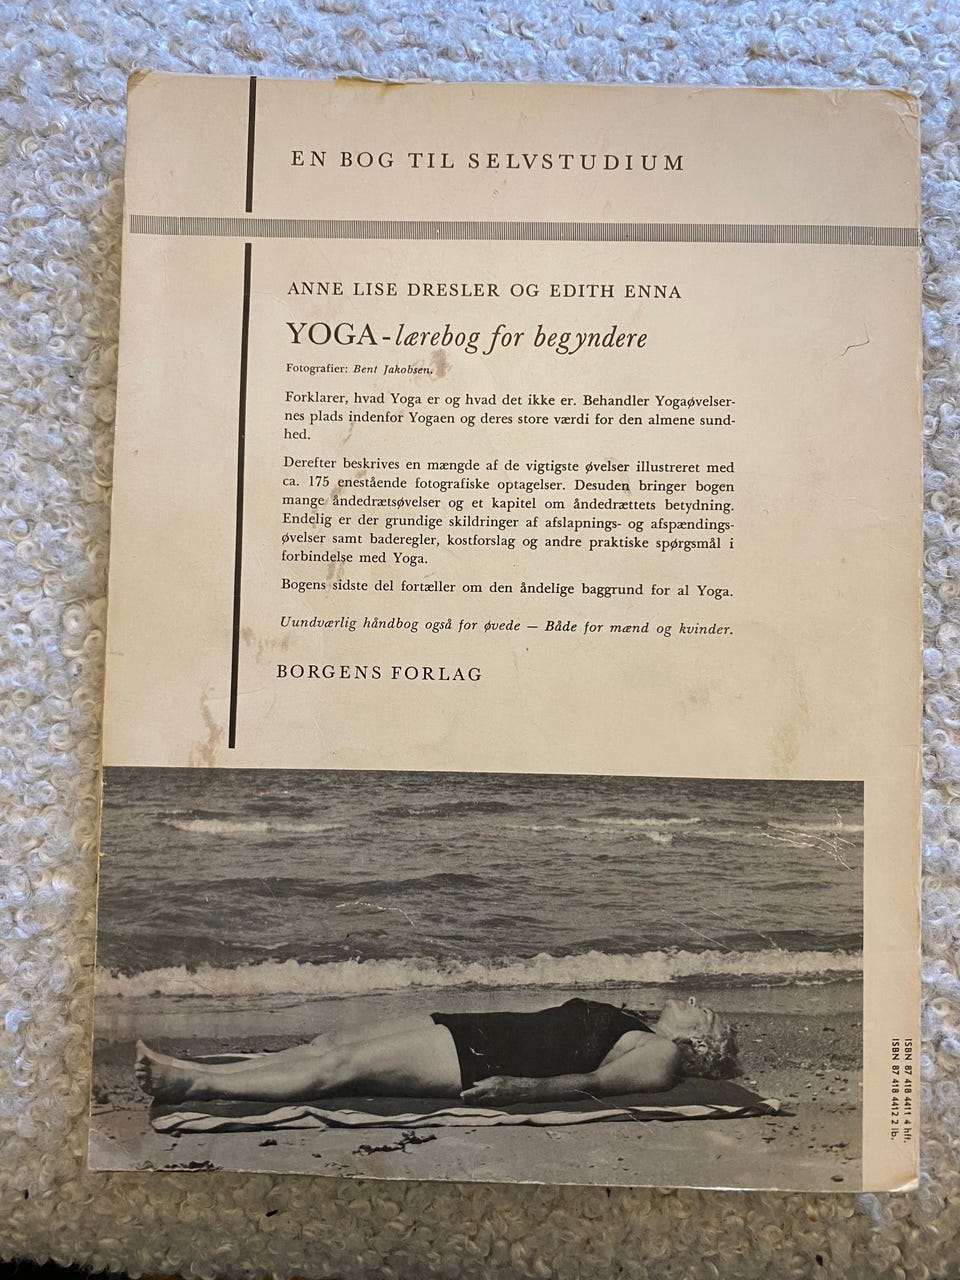 EN BOG TIL SELVSTUDIUM
ANNE LISE DRESLER OG EDITH ENNA
YOGA - lærebog for begyndere
Fotografier: Bent Jakobsen.
Forklarer, hvad Yoga er og hvad det ikke er. Behandler Yogaøvelser-
nes plads indenfor Yogaen og deres store værdi for den almene sund-
hed.
Derefter beskrives en mængde af de vigtigste øvelser illustreret med
ca. 175 enestående fotografiske optagelser. Desuden bringer bogen
mange åndedrætsøvelser og et kapitel om åndedrættets betydning.
Endelig er der grundige skildringer af afslapnings- og afspændings-
øvelser samt baderegler, kostforslag og andre praktiske spørgsmål i
forbindelse med Yoga.
Bogens sidste del fortæller om den åndelige baggrund for al Yoga.
Uundværlig håndbog også for øvede — Både for mænd og kvinder.
BORGENS FORLAG
ISBN 87 418 4411 4 hft.
ISBN 87 418 4412 2 ib.